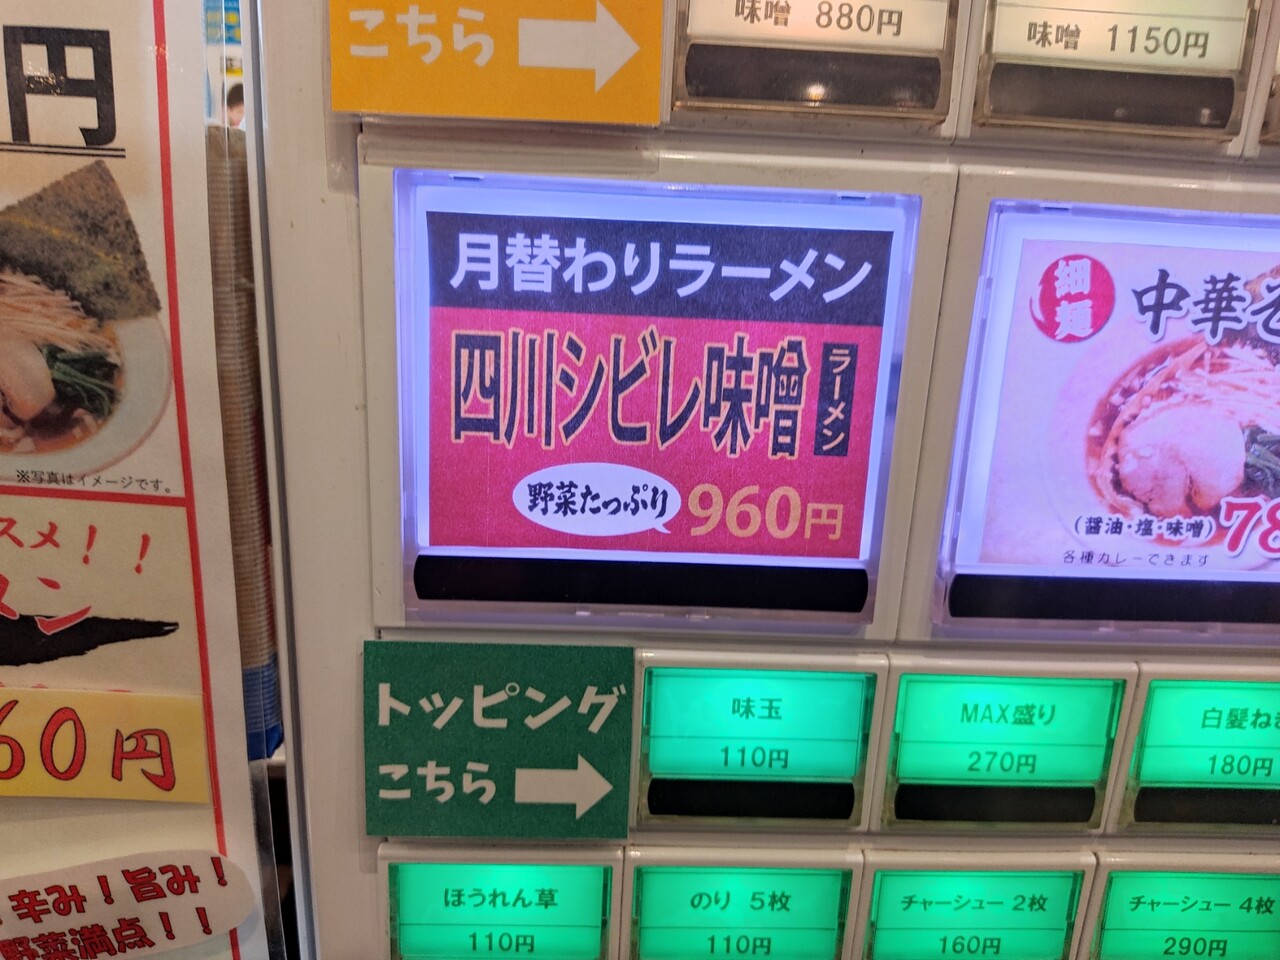 円
※写真はイメージです。
スメ！！
メン
60円
辛み！旨み！
野菜満点！！
こちら
味噌 880円
味噌 1150円
月替わりラーメン
四川シビレ味噌
ラーメン
野菜たっぷり
960円
細麺
中華そ
（醤油・塩・味噌）
78
各種カレーできます
トッピング
こちら
味玉
110円
MAX盛り
270円
白髪ねぎ
180円
ほうれん草
110円
のり 5枚
110円
チャーシュー 2枚
160円
チャーシュー 4枚
290円